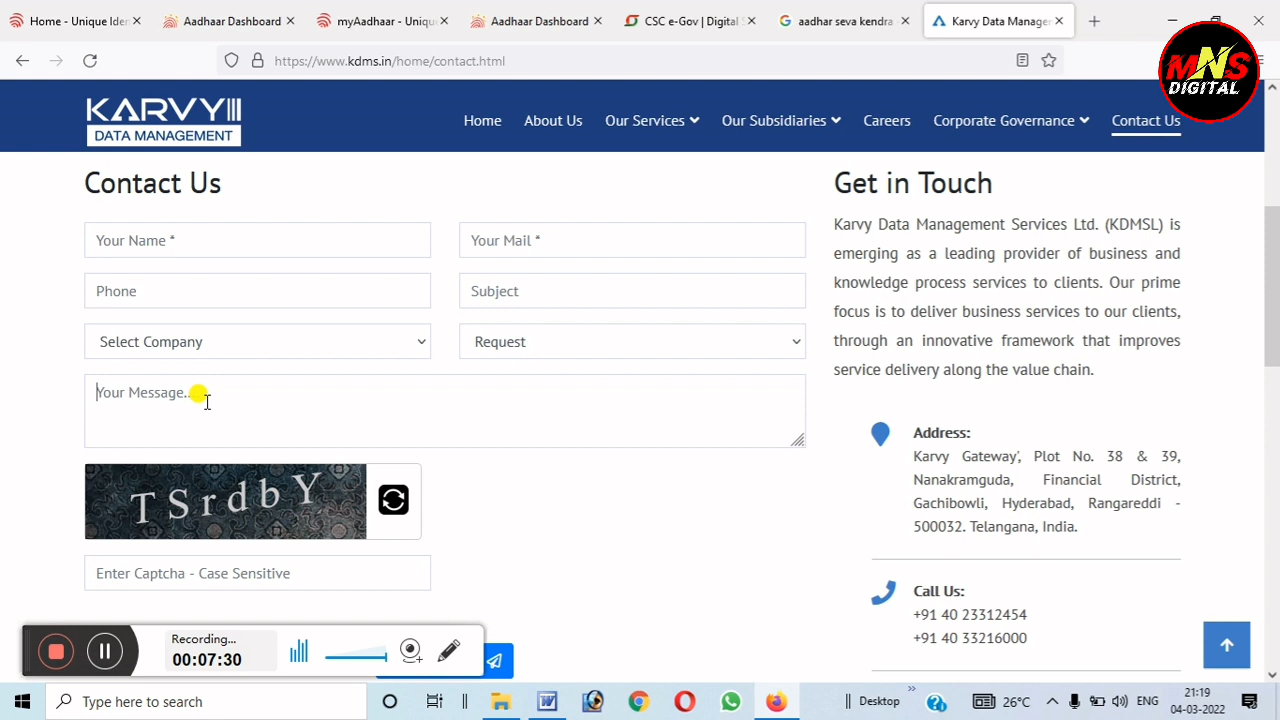 Home - Unique Iden
Aadhaar Dashboard
myAadhaar - Unique
Aadhaar Dashboard
CSC e-Gov | Digital S
aadhar seva kendra
Karvy Data Manager
https://www.kdms.in/home/contact.html
MNS
DIGITAL
KARVY
DATA MANAGEMENT
Home
About Us
Our Services
Our Subsidiaries
Careers
Corporate Governance
Contact Us
Contact Us
Your Name *
Your Mail *
Phone
Subject
Select Company
Request
Your Message..
TSrdbY
Enter Captcha - Case Sensitive
Get in Touch
Karvy Data Management Services Ltd. (KDMSL) is
emerging as a leading provider of business and
knowledge process services to clients. Our prime
focus is to deliver business services to our clients,
through an innovative framework that improves
service delivery along the value chain.
Address:
Karvy Gateway', Plot No. 38 & 39,
Nanakramguda, Financial District,
Gachibowli, Hyderabad, Rangareddi -
500032. Telangana, India.
Call Us:
+91 40 23312454
+91 40 33216000
Recording...
00:07:30
Type here to search
Desktop
26°C
ENG
21:19
04-03-2022